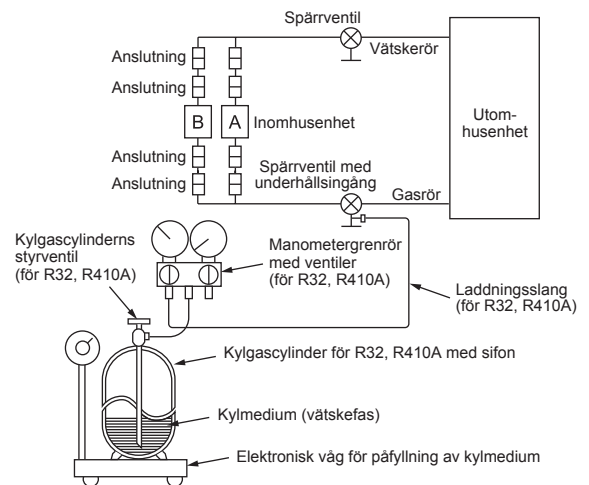 Spärrventil
Anslutning
Vätskerör
Anslutning
B
A
Inomhusenhet
Utom-
husenhet
Anslutning
Anslutning
Spärrventil med
underhållsingång
Gasrör
Kylgascylinderns
styrventil
(för R32, R410A)
Manometergrenrör
med ventiler
(för R32, R410A)
Laddningsslang
(för R32, R410A)
Kylgascylinder för R32, R410A med sifon
Kylmedium (vätskefas)
Elektronisk våg för påfyllning av kylmedium